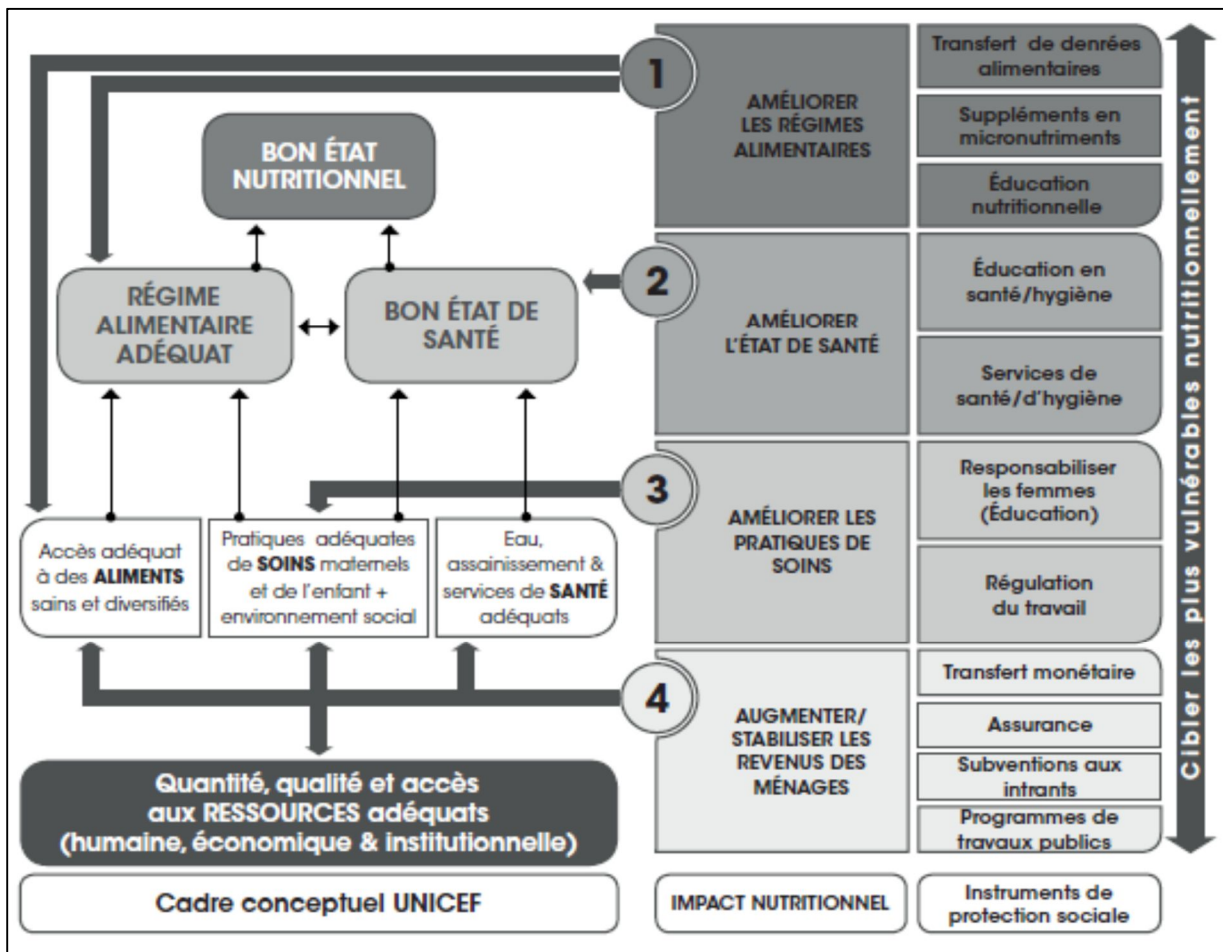 1
AMÉLIORER
LES RÉGIMES
ALIMENTAIRES
Transfert de denrées
alimentaires
Suppléments en
micronutriments
Éducation
nutritionnelle
BON ÉTAT
NUTRITIONNEL
2
AMÉLIORER
L'ÉTAT DE SANTÉ
Éducation en
santé/hygiène
Services de
santé/d'hygiène
RÉGIME
ALIMENTAIRE
ADÉQUAT
BON ÉTAT DE
SANTÉ
3
AMÉLIORER LES
PRATIQUES DE
SOINS
Responsabiliser
les femmes
(Éducation)
Régulation
du travail
Accès adéquat
à des ALIMENTS
sains et diversifiés
Pratiques adéquates
de SOINS maternels
et de l'enfant +
environnement social
Eau,
assainissement &
services de SANTÉ
adéquats
4
AUGMENTER/
STABILISER LES
REVENUS DES
MÉNAGES
Transfert monétaire
Assurance
Subventions aux
intrants
Programmes de
travaux publics
Quantité, qualité et accès
aux RESSOURCES adéquats
(humaine, économique & institutionnelle)
Cadre conceptuel UNICEF
IMPACT NUTRITIONNEL
Instruments de
protection sociale
Cibler les plus vulnérables nutritionnellement